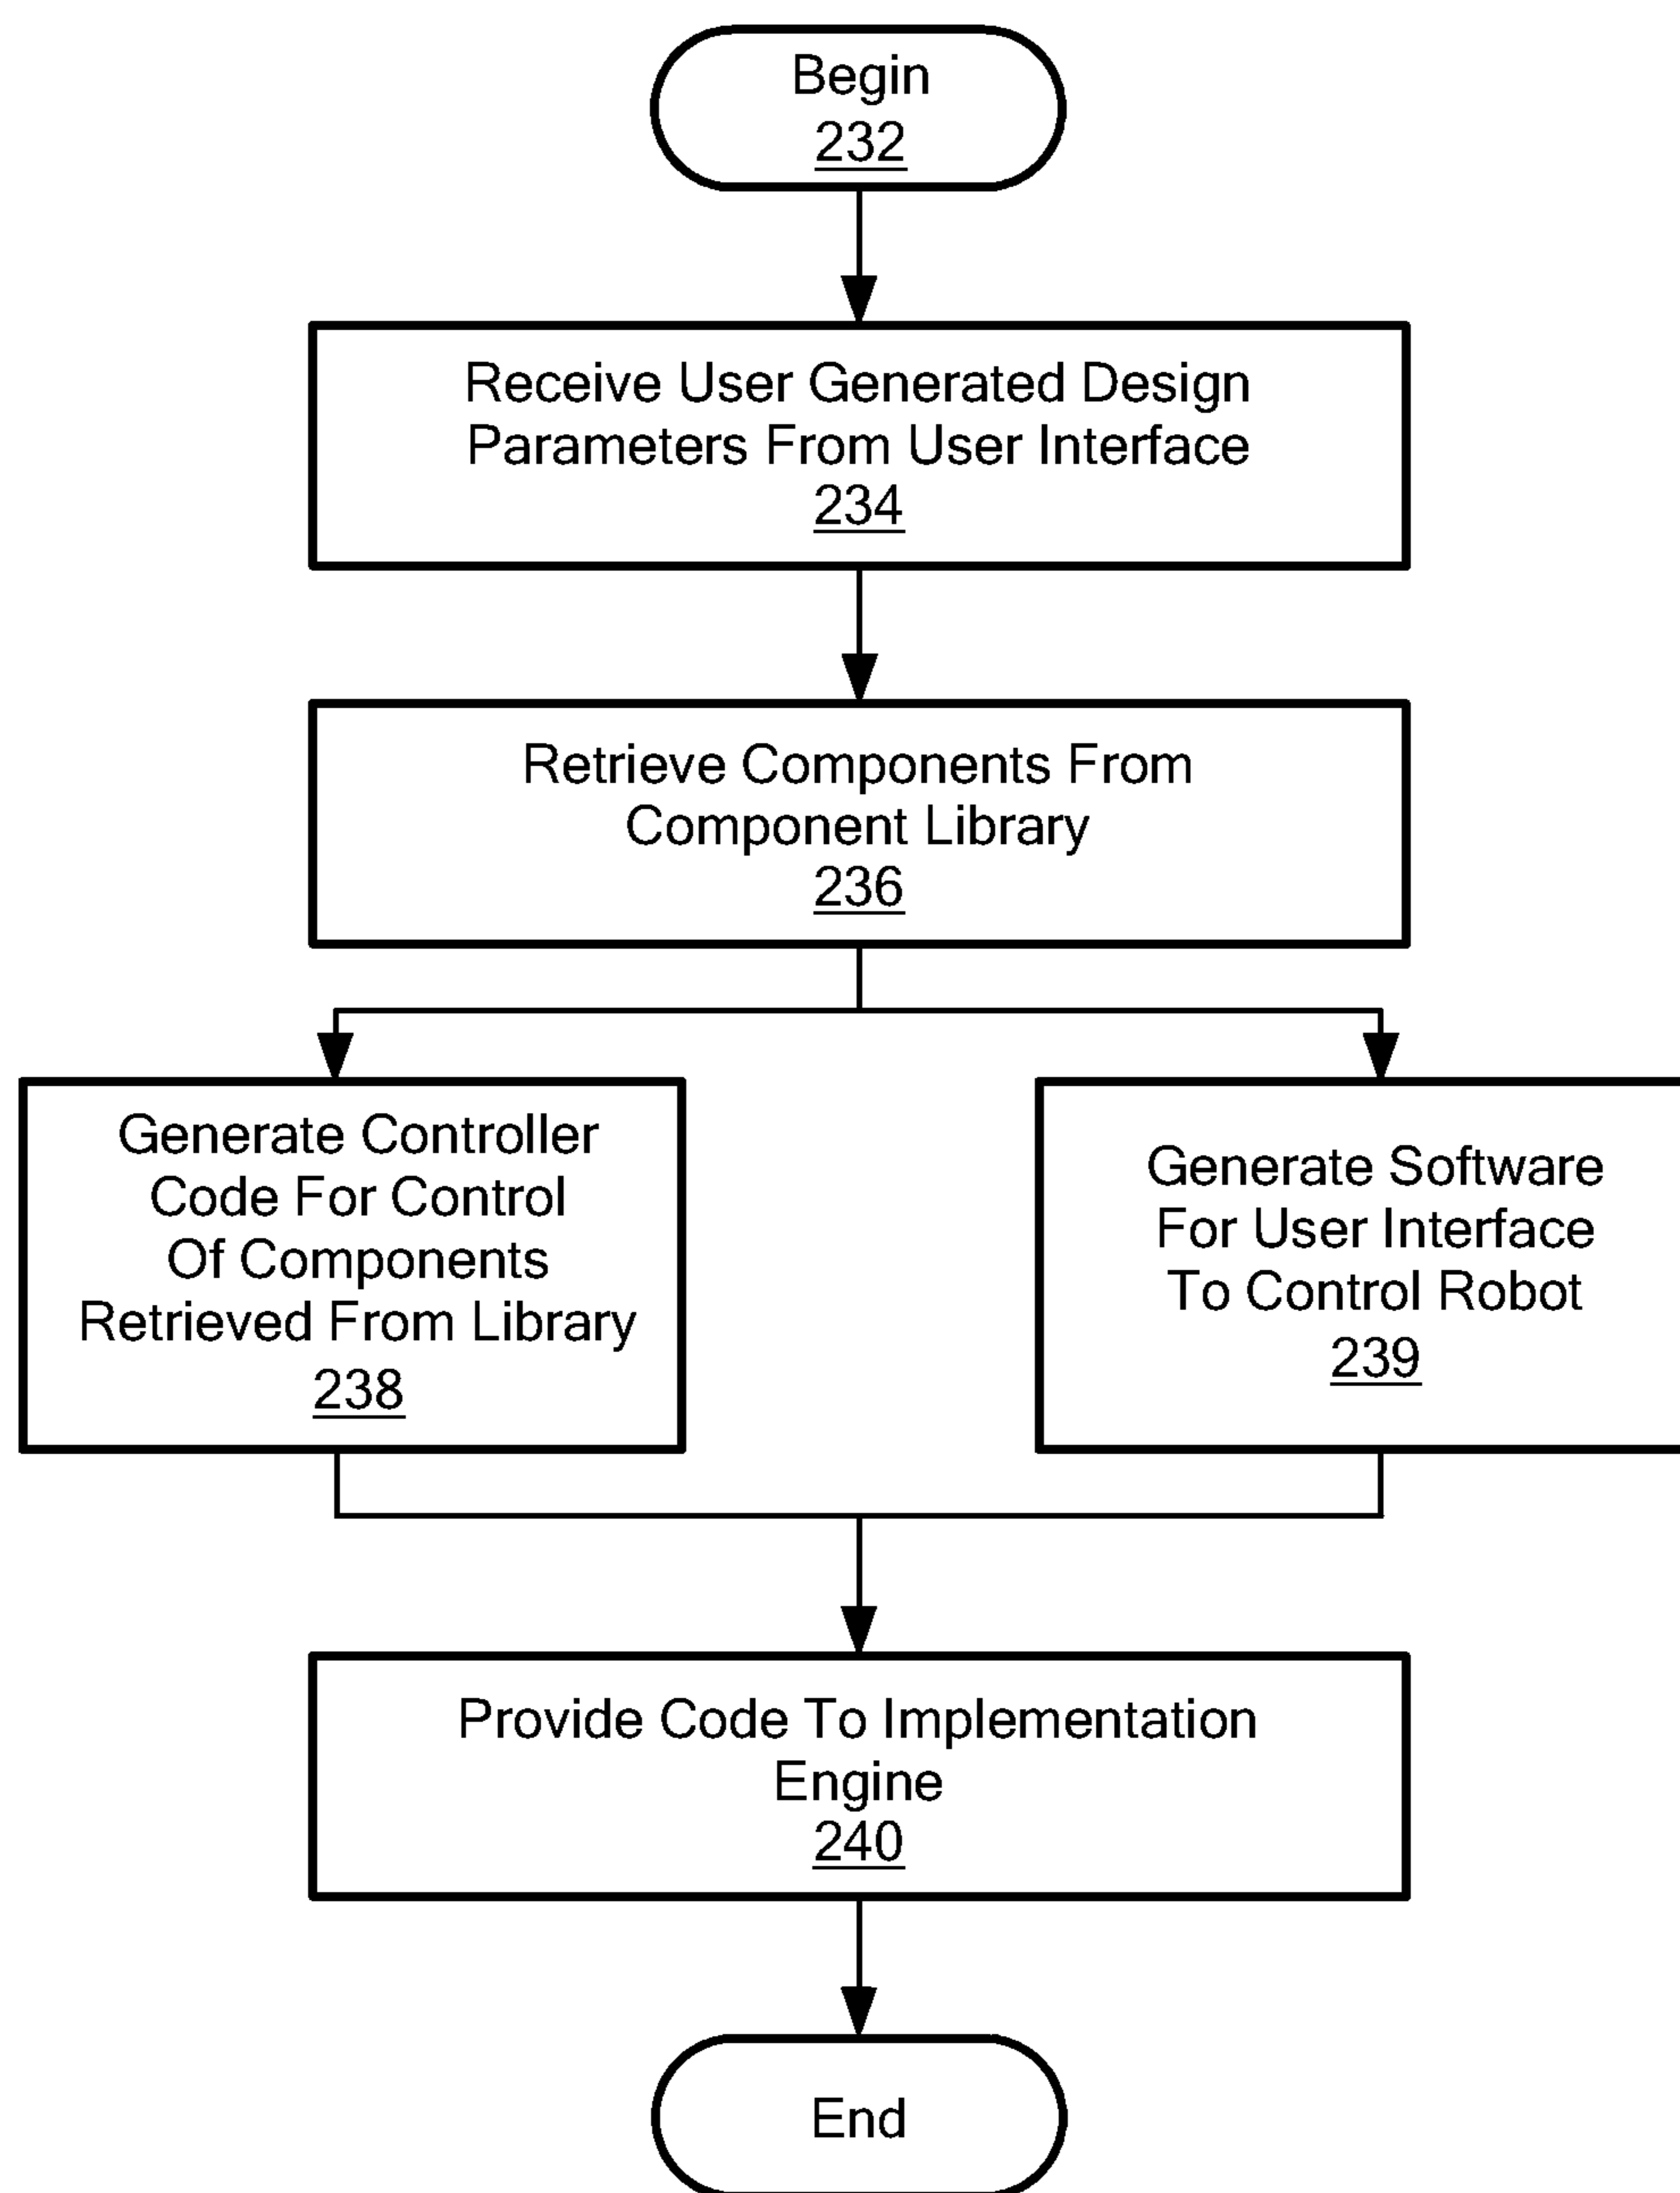 Begin
232
Receive User Generated Design
Parameters From User Interface
234
Retrieve Components From
Component Library
236
Generate Controller
Code For Control
Of Components
Retrieved From Library
238
Generate Software
For User Interface
To Control Robot
239
Provide Code To Implementation
Engine
240
End